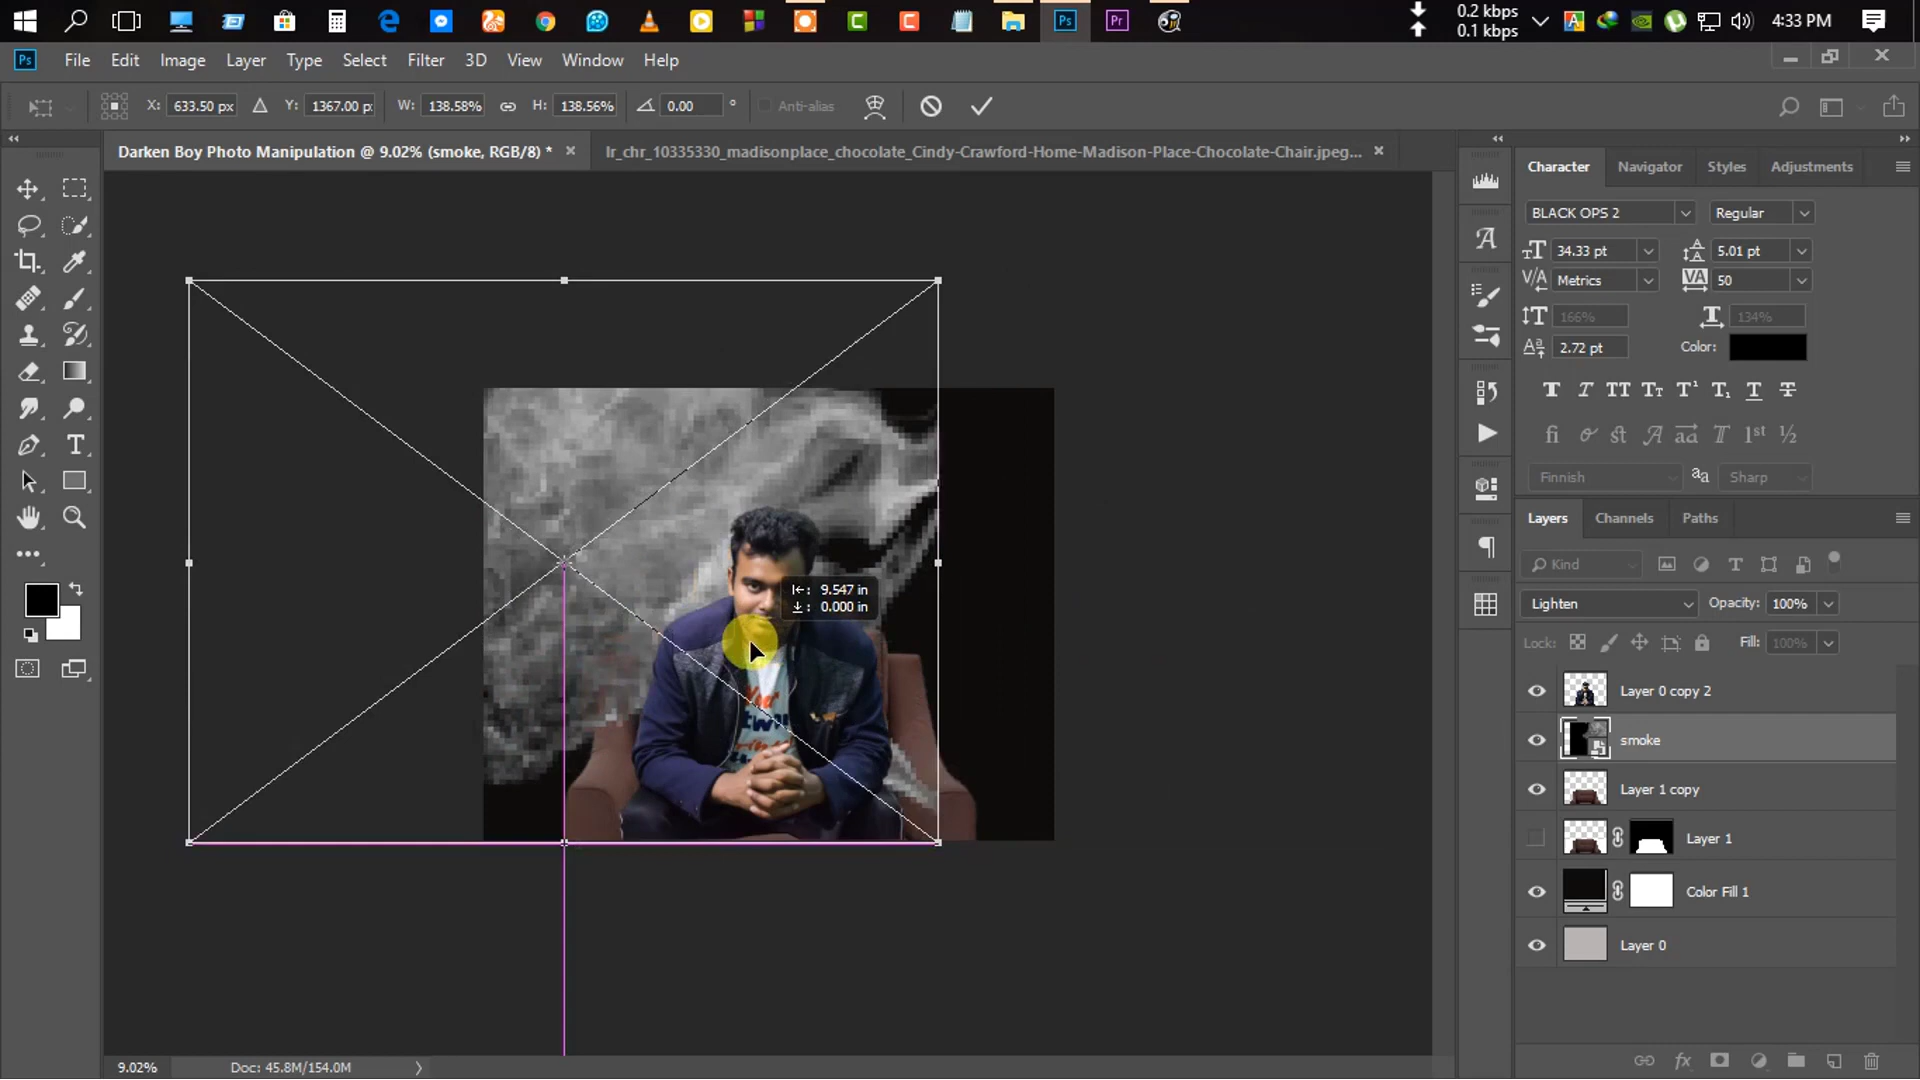 0.2 kbps
0.1 kbps
4:33 PM
Ps File Edit Image Layer Type Select Filter 3D View Window Help
X: 633.50 px Y: 1367.00 p W: 138.58% H: 138.56% 0.00 ° Anti-alias
Darken Boy Photo Manipulation @ 9.02% (smoke, RGB/8) * ×
lr_chr_10335330_madisonplace_chocolate_Cindy-Crawford-Home-Madison-Place-Chocolate-Chair.jpeg... ×
Character Navigator Styles Adjustments
BLACK OPS 2 Regular
34.33 pt 5.01 pt
Metrics 50
166% 134%
2.72 pt Color:
Finnish Sharp
Layers Channels Paths
Kind
Lighten Opacity: 100%
Lock: Fill: 100%
Layer 0 copy 2
smoke
Layer 1 copy
Layer 1
Color Fill 1
Layer 0
9.547 in
0.000 in
9.02% Doc: 45.8M/154.0M